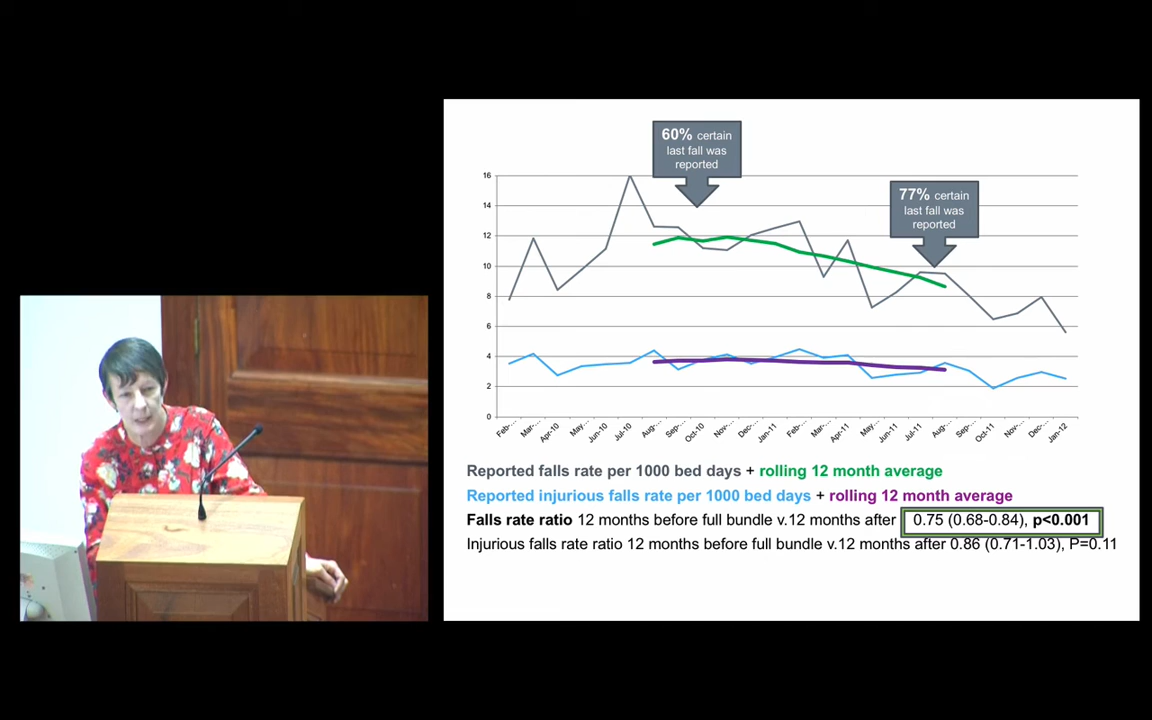 60% certain
last fall was
reported
77% certain
last fall was
reported
16
14
12
10
8
6
4
2
0
Feb-... Mar-... Apr-10 May-... Jun-10 Jul-10 Aug-... Sep-... Oct-10 Nov-... Dec-... Jan-11 Feb-... Mar-... Apr-11 May-... Jun-11 Jul-11 Aug-... Sep-... Oct-11 Nov-... Dec-... Jan-12
Reported falls rate per 1000 bed days + rolling 12 month average
Reported injurious falls rate per 1000 bed days + rolling 12 month average
Falls rate ratio 12 months before full bundle v.12 months after 0.75 (0.68-0.84), p<0.001
Injurious falls rate ratio 12 months before full bundle v.12 months after 0.86 (0.71-1.03), P=0.11